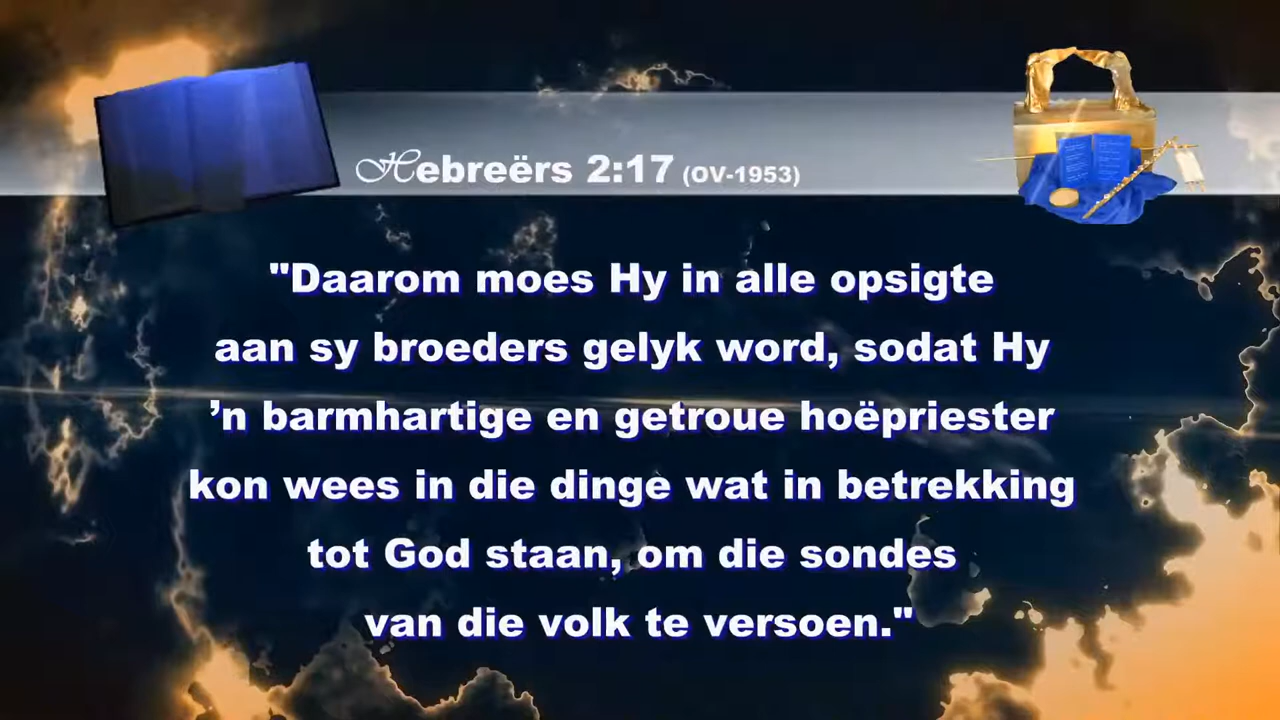 Hebreërs 2:17 (OV-1953)
"Daarom moes Hy in alle opsigte
aan sy broeders gelyk word, sodat Hy
’n barmhartige en getroue hoëpriester
kon wees in die dinge wat in betrekking
tot God staan, om die sondes
van die volk te versoen."